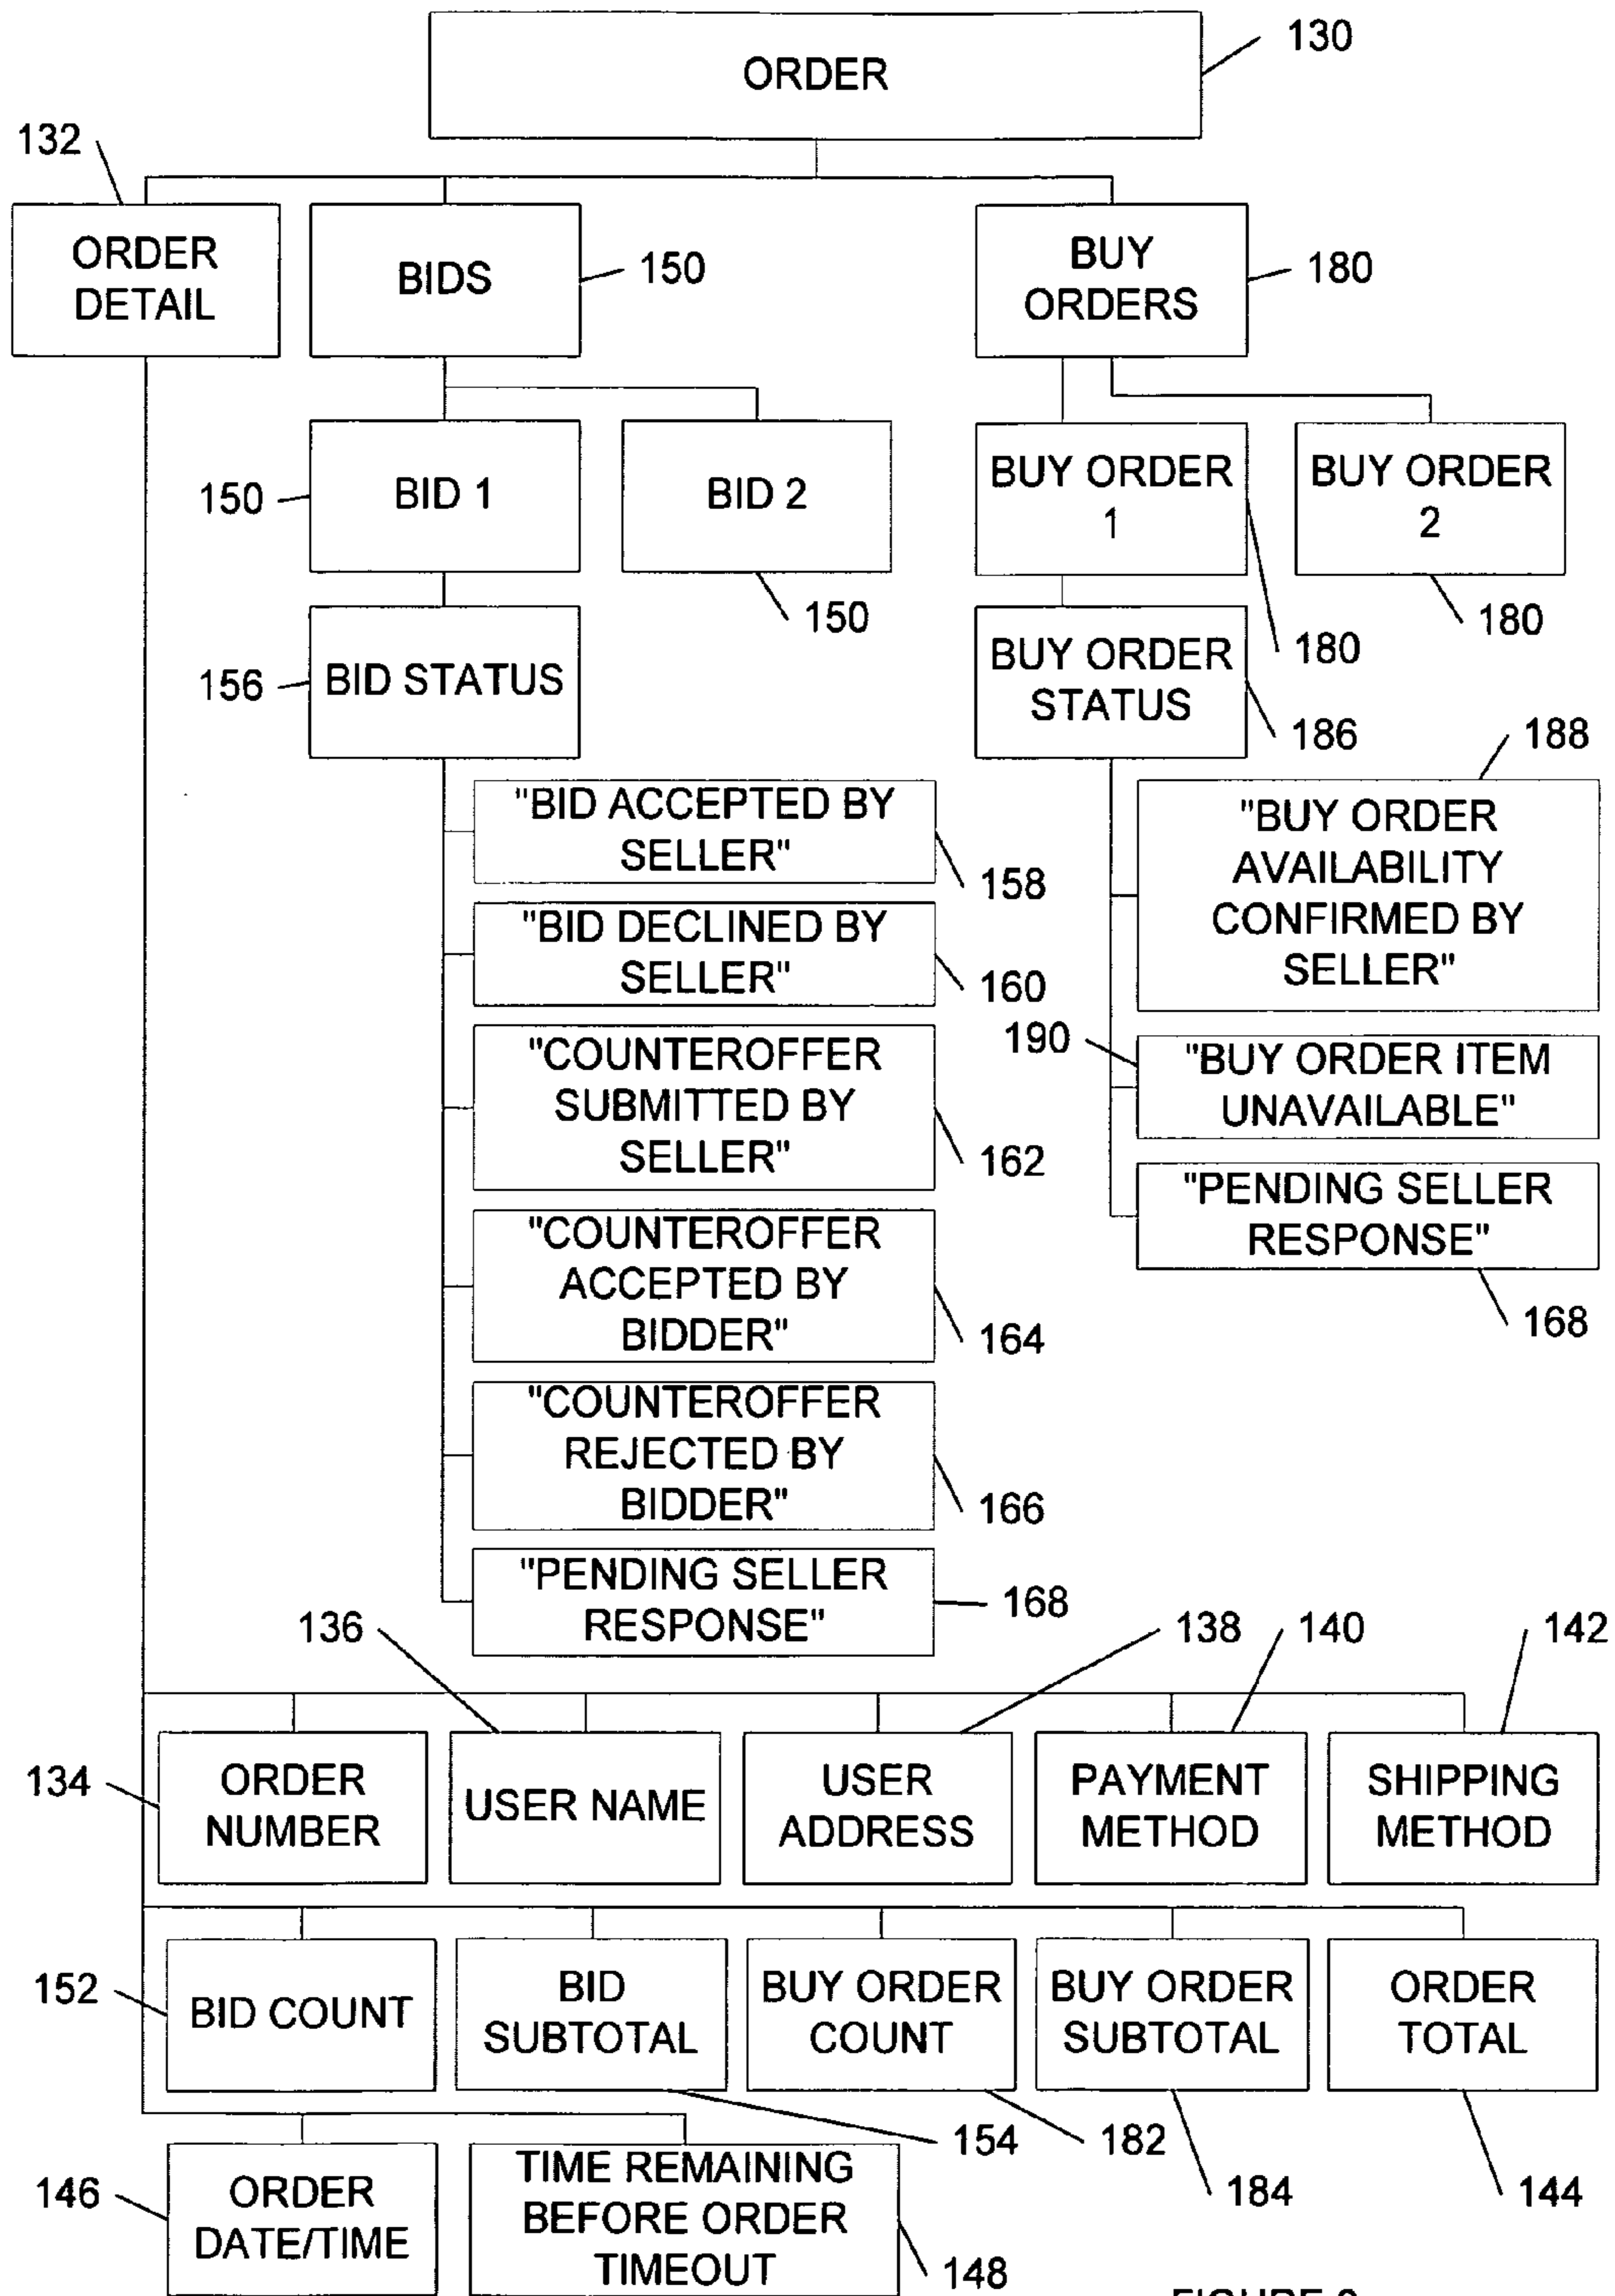 ORDER
130
132
ORDER
DETAIL
BIDS
150
BUY
ORDERS
180
150
BID 1
BID 2
150
BUY ORDER
1
180
BUY ORDER
2
180
156
BID STATUS
BUY ORDER
STATUS
186
"BID ACCEPTED BY
SELLER"
158
"BID DECLINED BY
SELLER"
160
"COUNTEROFFER
SUBMITTED BY
SELLER"
162
"COUNTEROFFER
ACCEPTED BY
BIDDER"
164
"COUNTEROFFER
REJECTED BY
BIDDER"
166
"PENDING SELLER
RESPONSE"
168
188
"BUY ORDER
AVAILABILITY
CONFIRMED BY
SELLER"
190
"BUY ORDER ITEM
UNAVAILABLE"
"PENDING SELLER
RESPONSE"
168
136
138
140
142
134
ORDER
NUMBER
USER NAME
USER
ADDRESS
PAYMENT
METHOD
SHIPPING
METHOD
152
BID COUNT
BID
SUBTOTAL
BUY ORDER
COUNT
BUY ORDER
SUBTOTAL
ORDER
TOTAL
154
182
184
144
146
ORDER
DATE/TIME
TIME REMAINING
BEFORE ORDER
TIMEOUT
148